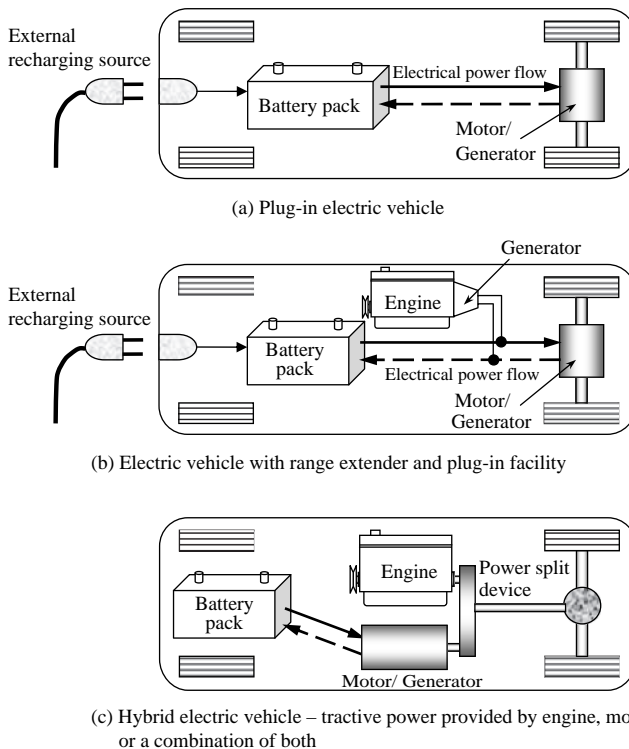 External
recharging source
Electrical power flow
Battery pack
Motor/
Generator
(a) Plug-in electric vehicle
Generator
External
recharging source
Engine
Battery
pack
Electrical power flow
Motor/
Generator
(b) Electric vehicle with range extender and plug-in facility
Engine
Power split
device
Battery
pack
Motor/ Generator
(c) Hybrid electric vehicle – tractive power provided by engine, mo
or a combination of both